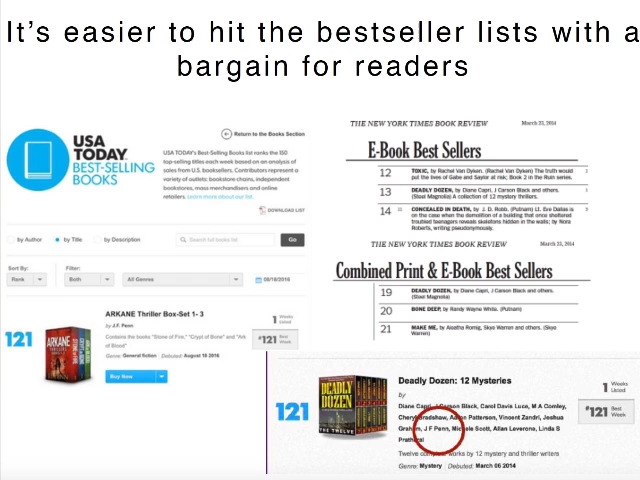 It's easier to hit the bestseller lists with a
bargain for readers
USA
TODAY
BEST-SELLING
BOOKS
Return to the Books Section
USA TODAY's Best-Selling Books list ranks the 150
top-selling titles each week based on an analysis of
sales from U.S. booksellers. Contributors represent a
variety of outlets: bookstore chains, independent
bookstores, mass merchandisers and online
retailers. Learn more about our list.
DOWNLOAD LIST
by Author
by Title
by Description
Search full books list
Go
Sort By:
Filter:
Rank
Both
All Genres
08/18/2016
121
ARKANE Thriller Box-Set 1- 3
by J.F. Penn
Contains the books "Stone of Fire," "Crypt of Bone" and "Ark
of Blood"
Genre: General fiction | Debuted: August 18 2016
Buy Now
1 Weeks Listed
#121 Best Week
THE NEW YORK TIMES BOOK REVIEW
March 23, 2014
E-Book Best Sellers
12 TOXIC, by Rachel Van Dyken. (Rachel Van Dyken) The truth would 1
put the lives of Gabe and Saylor at risk; Book 2 in the Ruin series.
13 DEADLY DOZEN, by Diane Capri, J Carson Black and others. 1
(Steel Magnolia) A collection of 12 mystery thrillers.
14 CONCEALED IN DEATH, by J. D. Robb. (Putnam) Lt. Eve Dallas is
on the case when the demolition of a building that once sheltered
troubled teenagers reveals skeletons hidden in the walls; by Nora
Roberts, writing pseudonymously.
THE NEW YORK TIMES BOOK REVIEW
March 23, 2014
Combined Print & E-Book Best Sellers
19 DEADLY DOZEN, by Diane Capri, J Carson Black and others.
(Steel Magnolia)
20 BONE DEEP, by Randy Wayne White. (Putnam)
21 MAKE ME, by
Skye Warren and others. (Skye
Warren)
121
DEADLY
DOZEN
THE TWELVE
Deadly Dozen: 12 Mysteries
by
Diane Capri, J Carson Black, Carol Davis Luce, M A Comley,
Cheryl Bradshaw, Aaron Patterson, Vincent Zandri, Joshua
Graham, J F Penn, Michele Scott, Allan Leverone, Linda S
Prather
Twelve complete works by 12 mystery and thriller writers
Genre: Mystery | Debuted: March 06 2014
1 Weeks Listed
#121 Best Week